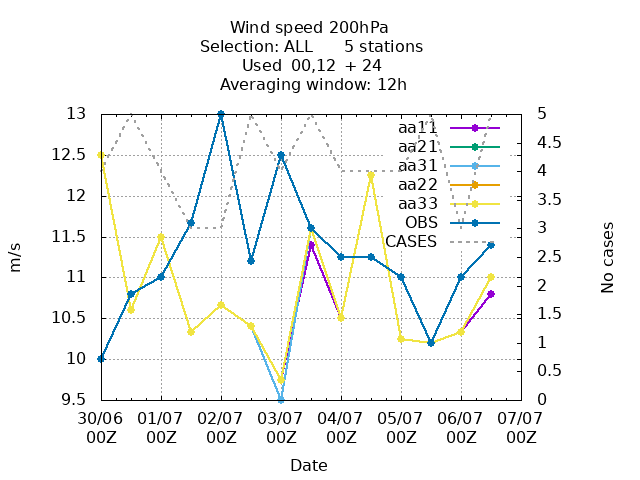 Wind speed 200hPa
Selection: ALL 5 stations
Used 00,12 + 24
Averaging window: 12h
13
12.5
12
11.5
11
10.5
10
9.5
m/s
5
4.5
4
3.5
3
2.5
2
1.5
1
0.5
0
No cases
aa11
aa21
aa31
aa22
aa33
OBS
CASES
30/06 01/07 02/07 03/07 04/07 05/07 06/07 07/07
00Z 00Z 00Z 00Z 00Z 00Z 00Z 00Z
Date